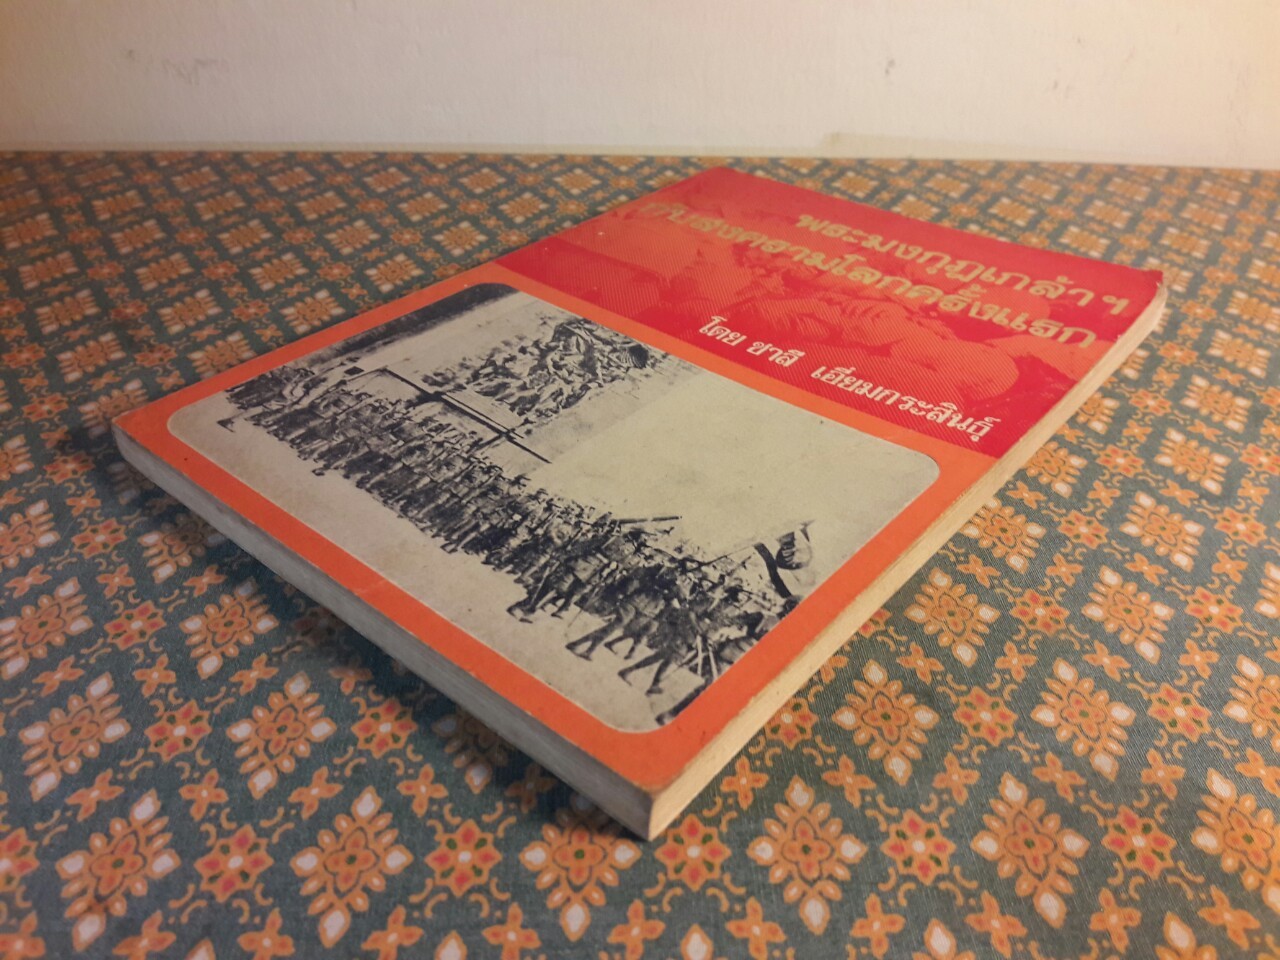 พระมงกุฎเกล้าฯ
กับสงครามโลกครั้งแรก
โดย ชาลี เอี่ยมกระสินธุ์